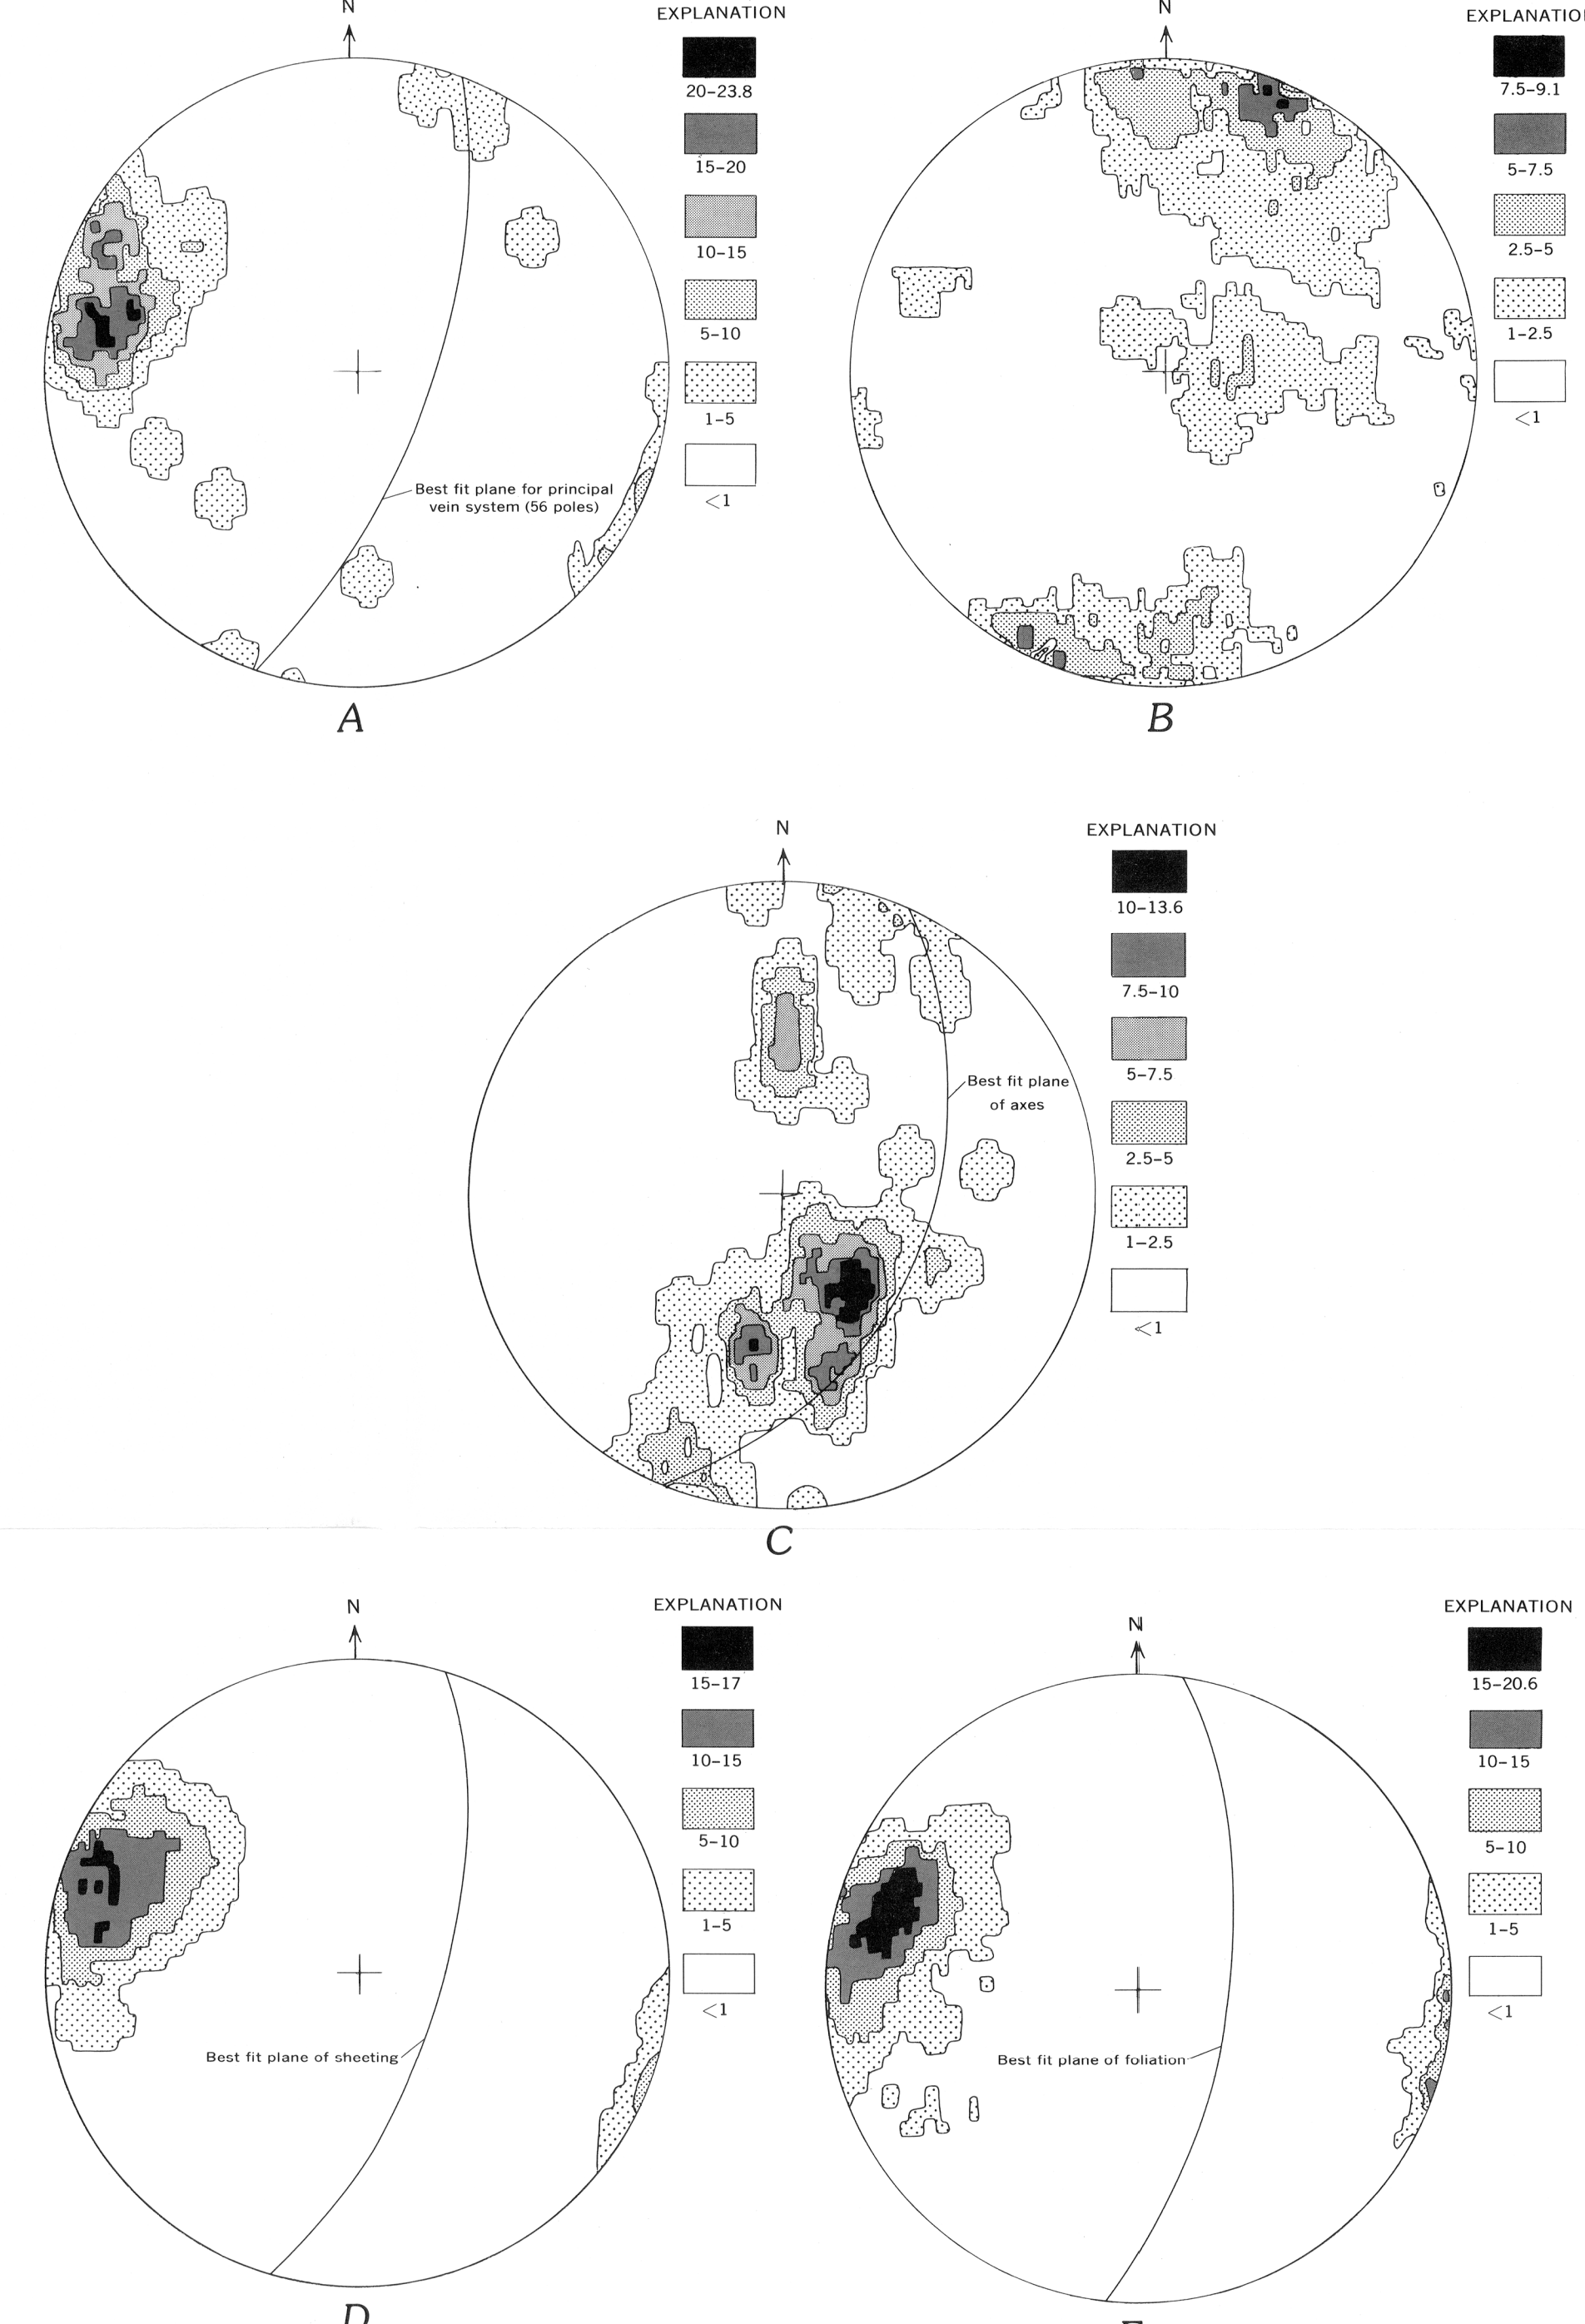 N
EXPLANATION
20-23.8
15-20
10-15
5-10
1-5
<1
Best fit plane for principal
vein system (56 poles)
A
N
EXPLANATIO
7.5-9.1
5-7.5
2.5-5
1-2.5
<1
B
N
EXPLANATION
10-13.6
7.5-10
5-7.5
2.5-5
1-2.5
<1
Best fit plane
of axes
C
N
EXPLANATION
15-17
10-15
5-10
1-5
<1
Best fit plane of sheeting
D
N
EXPLANATION
15-20.6
10-15
5-10
1-5
<1
Best fit plane of foliation